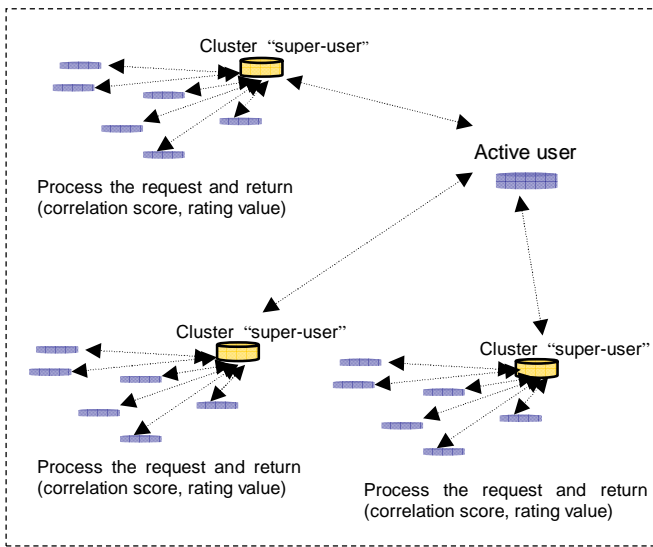 Cluster “super-user”
Active user
Process the request and return
(correlation score, rating value)
Cluster “super-user”
Cluster “super-user”
Process the request and return
(correlation score, rating value)
Process the request and return
(correlation score, rating value)